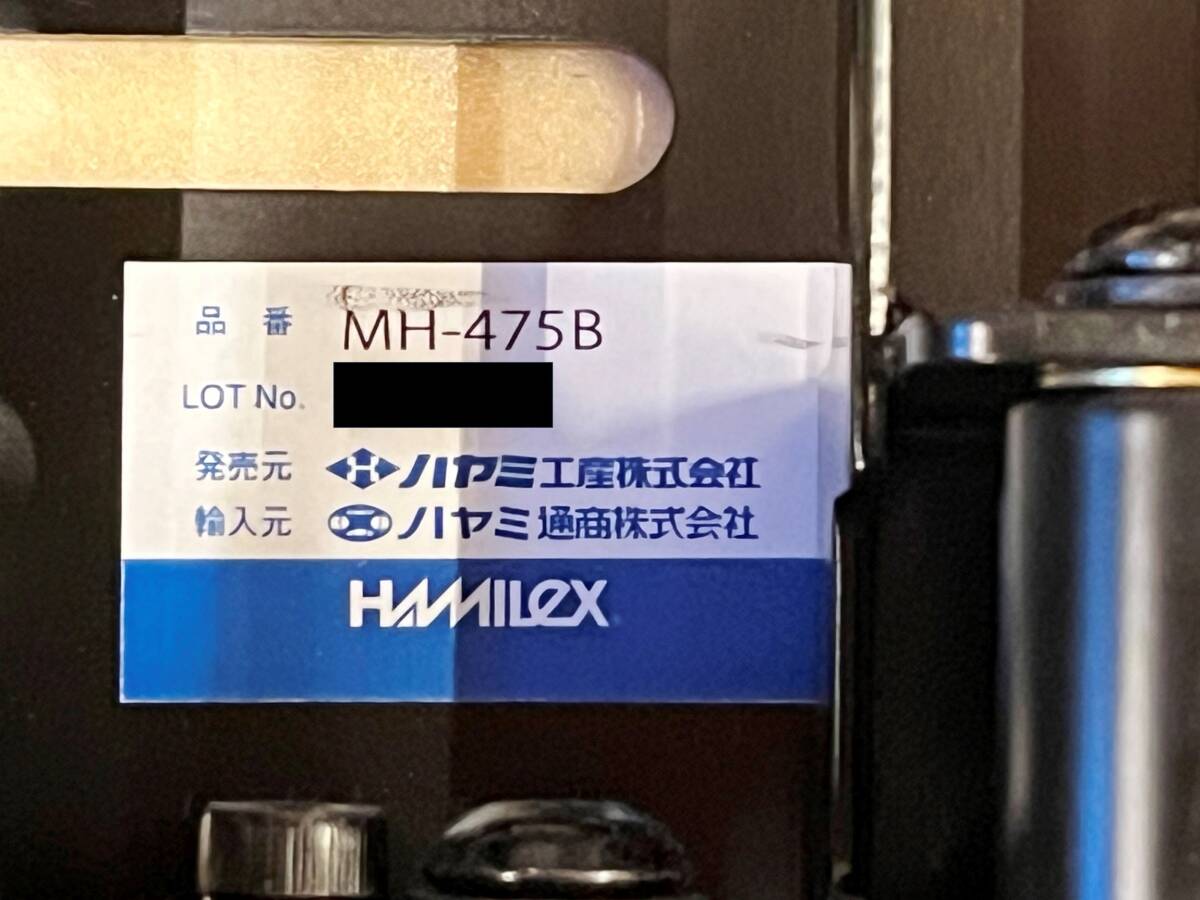 品番 MH-475B
LOT No.
発売元 ハヤミ工産株式会社
輸入元 ハヤミ通商株式会社
HAMILEX